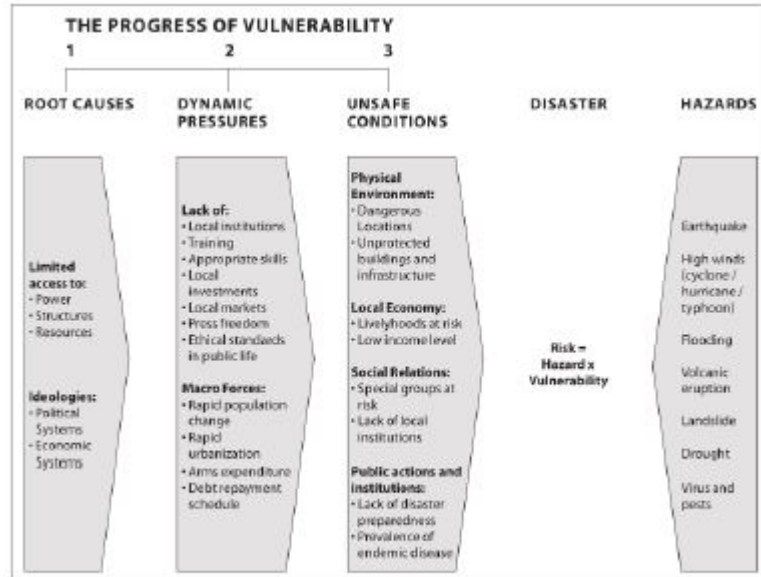 THE PROGRESS OF VULNERABILITY
1
2
3
ROOT CAUSES
DYNAMIC
PRESSURES
UNSAFE
CONDITIONS
DISASTER
HAZARDS
Limited
access to:
• Power
• Structures
• Resources
Ideologies:
• Political
Systems
• Economic
Systems
Lack of:
• Local institutions
• Training
• Appropriate skills
• Local
investments
• Local markets
• Press freedom
• Ethical standards
in public life
Macro Forces:
• Rapid population
change
• Rapid
urbanization
• Arms expenditure
• Debt repayment
schedule
Physical
Environment:
• Dangerous
Locations
• Unprotected
buildings and
infrastructure
Local Economy:
• Livelyhoods at risk
• Low income level
Social Relations:
• Special groups at
risk
• Lack of local
institutions
Public actions and
institutions:
• Lack of disaster
preparedness
• Prevalence of
endemic disease
Risk =
Hazard x
Vulnerability
Earthquake
High winds
(cyclone /
hurricane /
typhoon)
Flooding
Volcanic
eruption
Landslide
Drought
Virus and
pests